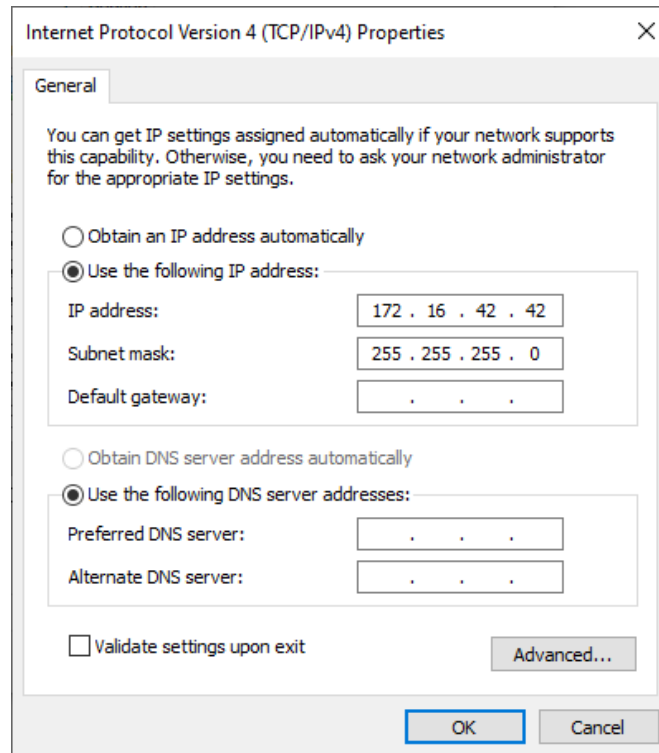 Internet Protocol Version 4 (TCP/IPv4) Properties
General
You can get IP settings assigned automatically if your network supports
this capability. Otherwise, you need to ask your network administrator
for the appropriate IP settings.
Obtain an IP address automatically
Use the following IP address:
IP address: 172 . 16 . 42 . 42
Subnet mask: 255 . 255 . 255 . 0
Default gateway: . . .
Obtain DNS server address automatically
Use the following DNS server addresses:
Preferred DNS server: . . .
Alternate DNS server: . . .
Validate settings upon exit
Advanced...
OK Cancel